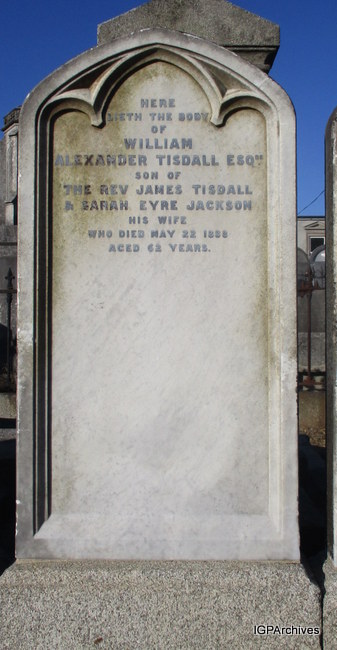 HERE
LIETH THE BODY
OF
WILLIAM
ALEXANDER TISDALL ESQRE
SON OF
THE REV JAMES TISDALL
& SARAH EYRE JACKSON
HIS WIFE
WHO DIED MAY 22 1898
AGED 62 YEARS.
IGPArchives